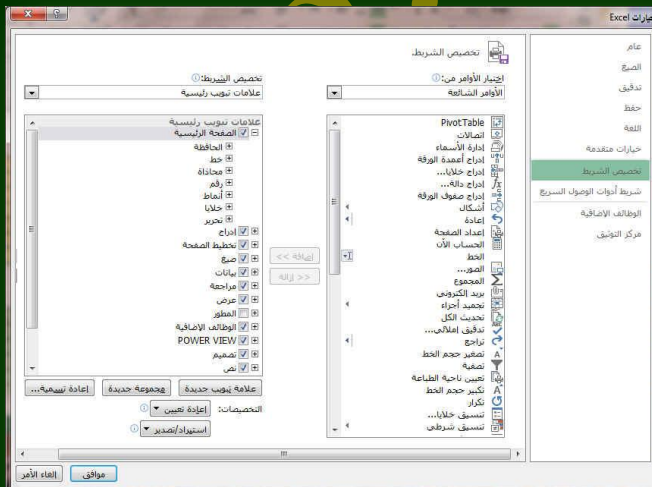 خيارات Excel
عام
الصيغ
تدقيق
حفظ
اللغة
خيارات متقدمة
تخصيص الشريط
شريط أدوات الوصول السريع
الوظائف الاضافية
مركز التوثيق
تخصيص الشريط.
اختيار الأوامر من:
الأوامر الشائعة
PivotTable
اتصالات
إدارة الأسماء
إدراج أعمدة الورقة
إدراج خلايا...
إدراج دالة...
إدراج صفوف الورقة
أشكال
إعادة
إعداد الصفحة
الحساب الآن
الخط
الصور...
المجموع
بريد إلكتروني
تجميد أجزاء
تحديث الكل
تدقيق إملائي...
تراجع
تصغير حجم الخط
تصفية
تعيين ناحية الطباعة
تكبير حجم الخط
تكرار
تنسيق خلايا...
تنسيق شرطي
إضافة >>
<< إزالة
تخصيص الشريط:
علامات تبويب رئيسية
علامات تبويب رئيسية
الصفحة الرئيسية
الحافظة
خط
محاذاة
رقم
أنماط
خلايا
تحرير
إدراج
تخطيط الصفحة
صيغ
بيانات
مراجعة
عرض
المطور
الوظائف الاضافية
POWER VIEW
تصميم
نص
علامة تبويب جديدة
مجموعة جديدة
إعادة تسمية...
التخصيصات:
إعادة تعيين
استيراد/تصدير
موافق
إلغاء الأمر